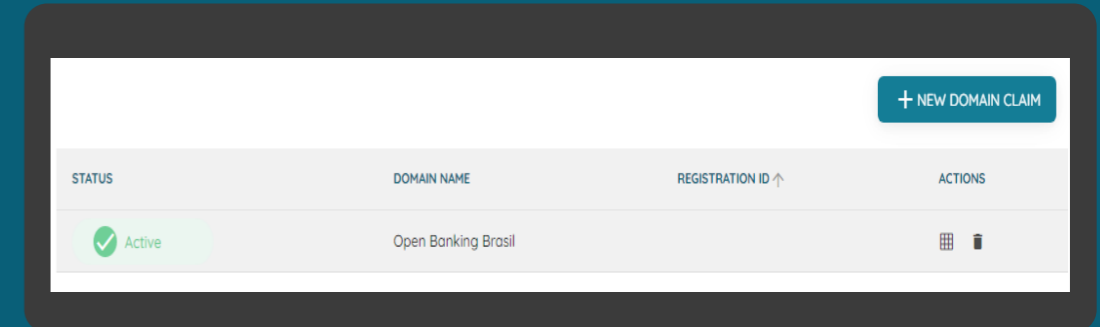 + NEW DOMAIN CLAIM
STATUS DOMAIN NAME REGISTRATION ID ↑ ACTIONS
Active Open Banking Brasil